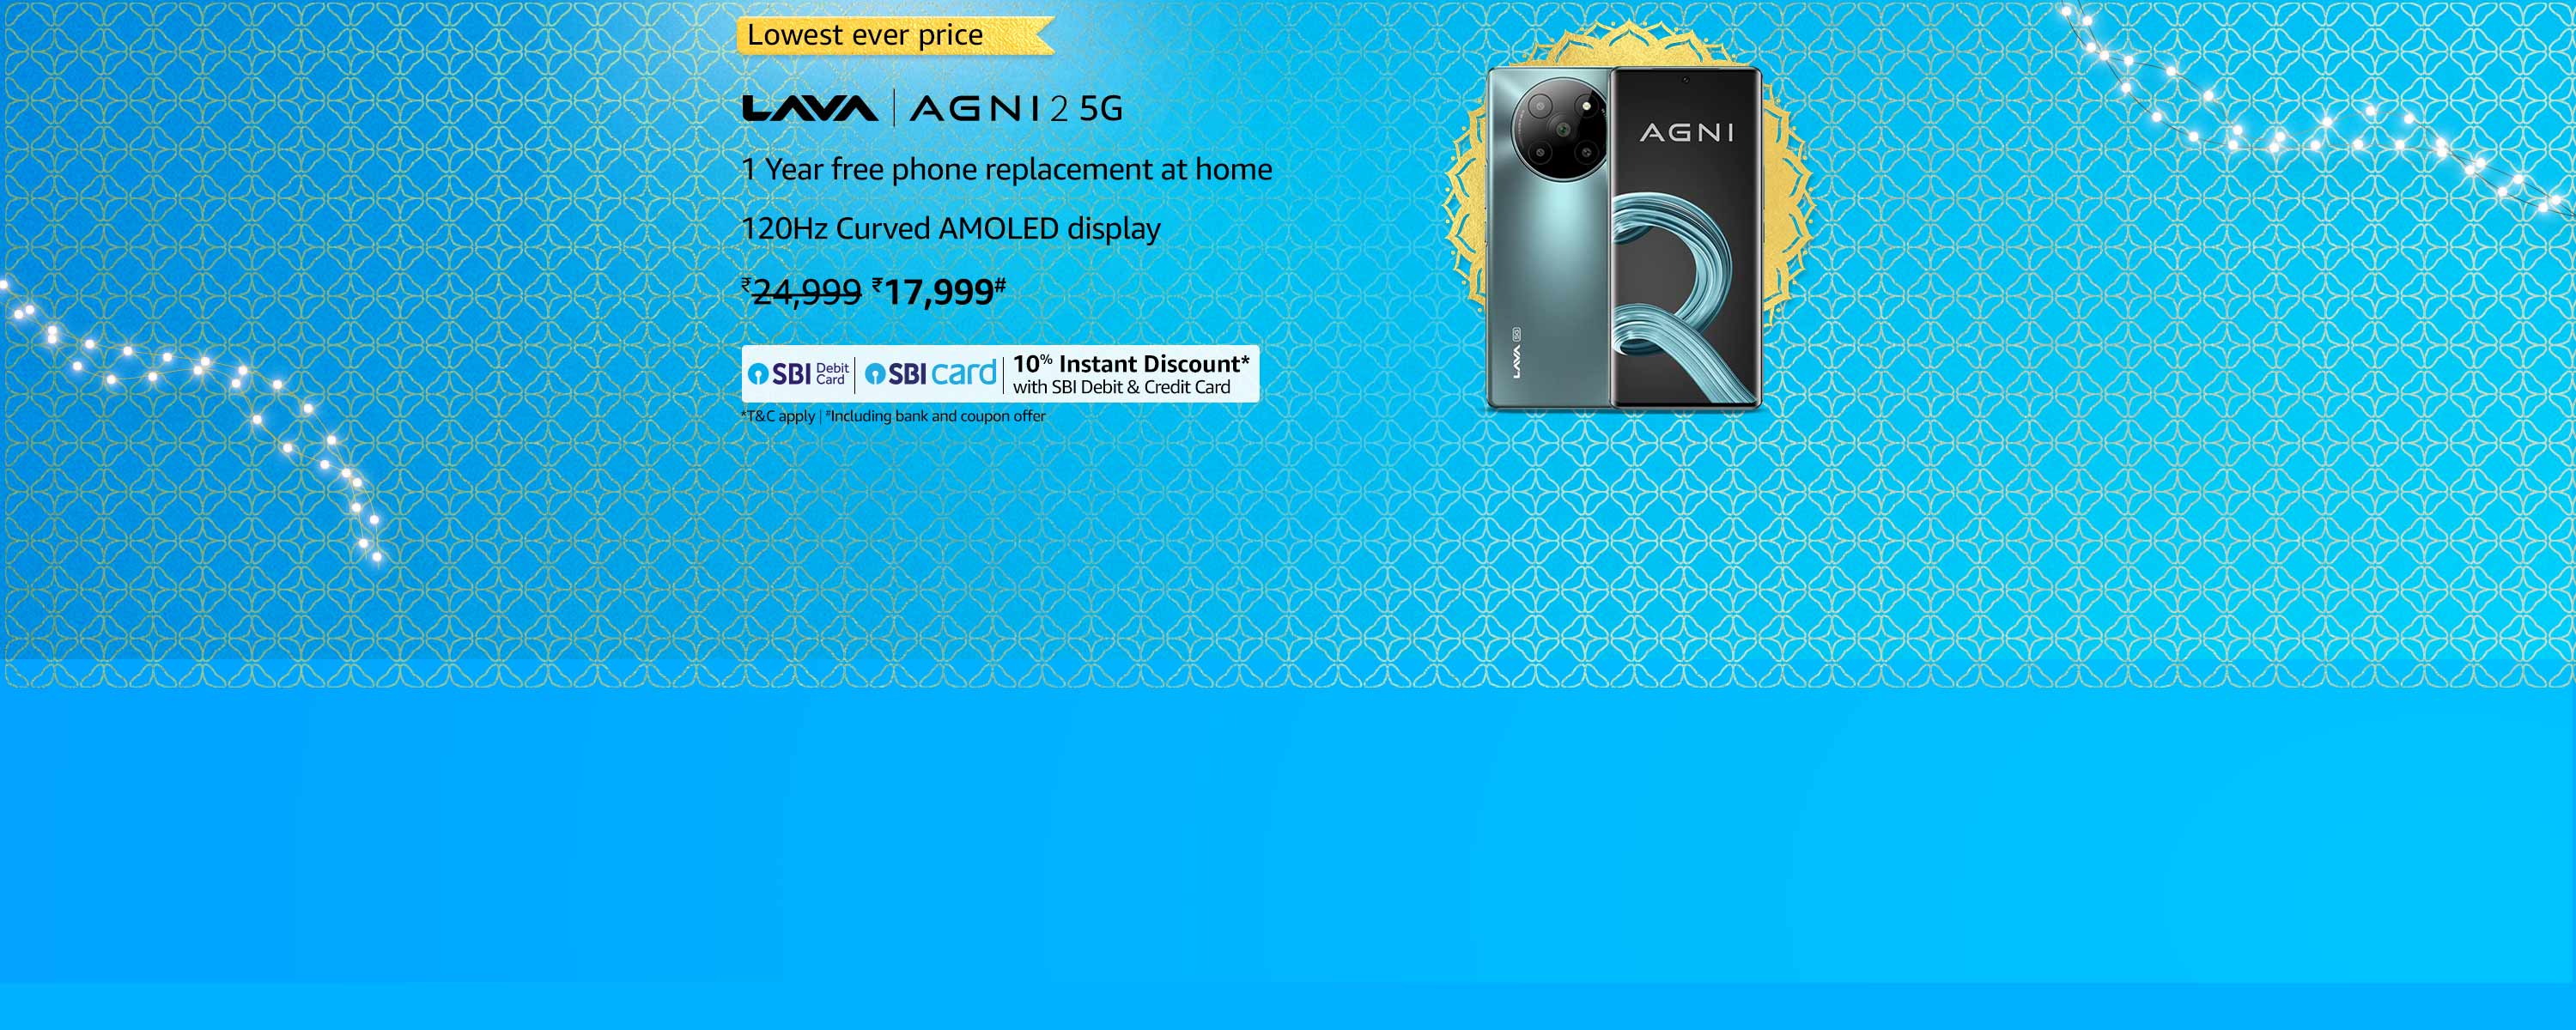 Lowest ever price
LAVA | AGNI 2 5G
1 Year free phone replacement at home
120Hz Curved AMOLED display
₹24,999 ₹17,999#
SBI Debit Card | SBI card | 10% Instant Discount*
with SBI Debit & Credit Card
*T&C apply | #Including bank and coupon offer
AGNI
LAVA 5G